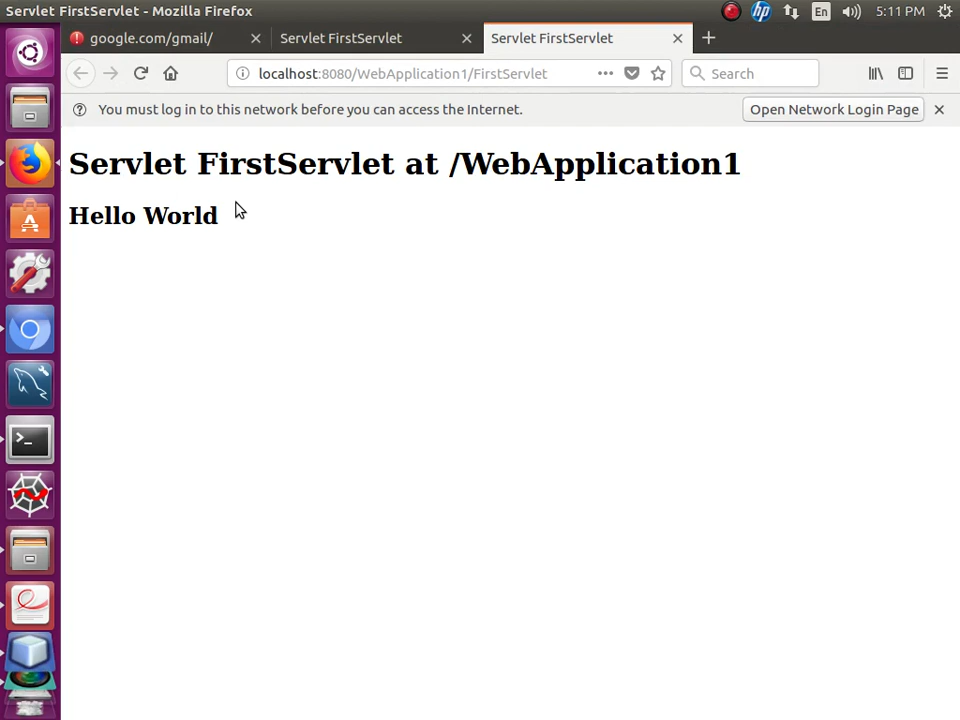 Servlet FirstServlet - Mozilla Firefox
En
5:11 PM
google.com/gmail/
Servlet FirstServlet
Servlet FirstServlet
localhost:8080/WebApplication1/FirstServlet
Search
You must log in to this network before you can access the Internet.
Open Network Login Page
Servlet FirstServlet at /WebApplication1
Hello World